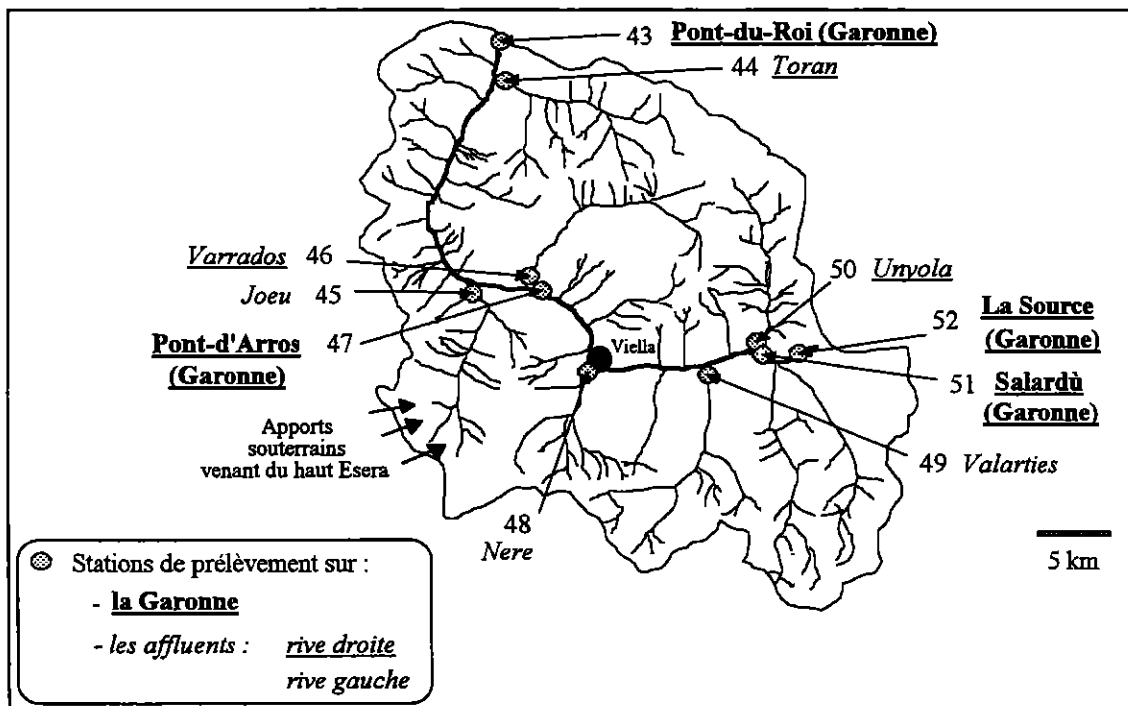 43 Pont-du-Roi (Garonne)
44 Toran
Varrados 46
Joeu 45
Pont-d'Arros 47
(Garonne)
Viella
50 Unyola
52 La Source
(Garonne)
51 Salardù
(Garonne)
49 Valarties
Apports
souterrains
venant du haut Esera
48
Nere
5 km
Stations de prélèvement sur :
- la Garonne
- les affluents : rive droite
rive gauche